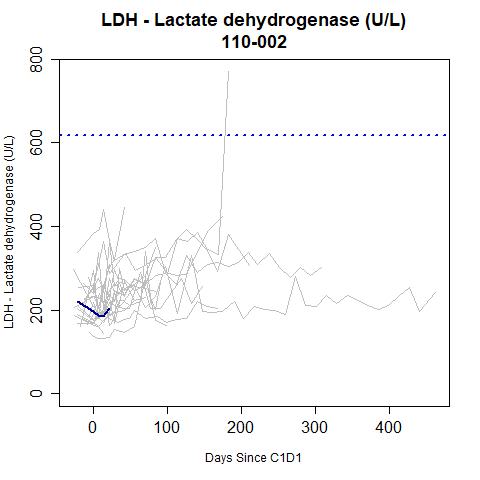 LDH - Lactate dehydrogenase (U/L)
110-002
LDH - Lactate dehydrogenase (U/L)
800
600
400
200
0
0 100 200 300 400
Days Since C1D1